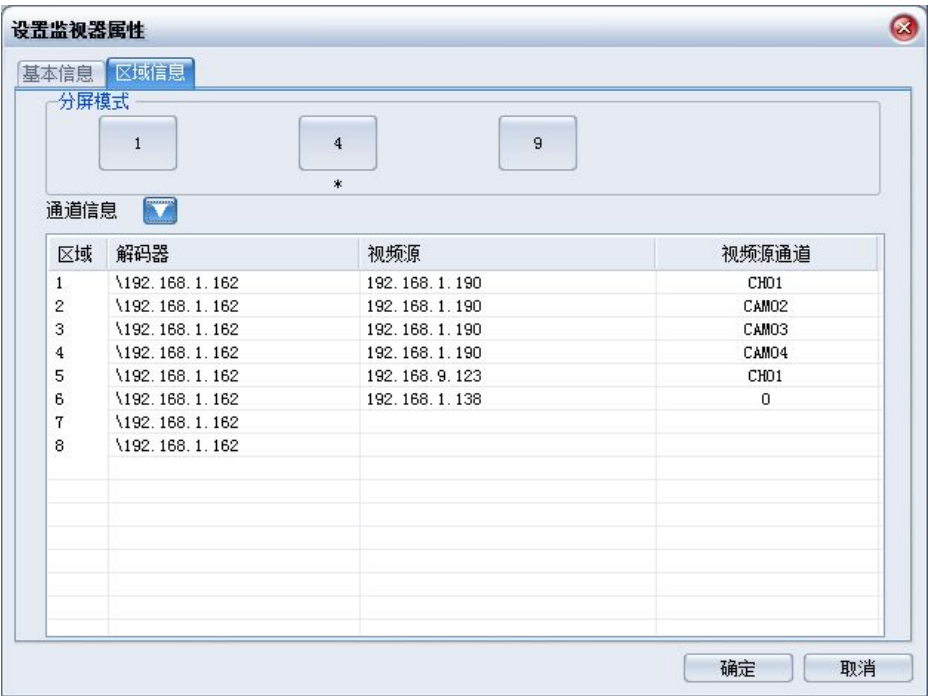 设置监视器属性
基本信息 区域信息
分屏模式
1 4 9
*
通道信息
区域 解码器 视频源 视频源通道
1 \192.168.1.162 192.168.1.190 CH01
2 \192.168.1.162 192.168.1.190 CAM02
3 \192.168.1.162 192.168.1.190 CAM03
4 \192.168.1.162 192.168.1.190 CAM04
5 \192.168.1.162 192.168.9.123 CH01
6 \192.168.1.162 192.168.1.138 0
7 \192.168.1.162
8 \192.168.1.162
确定 取消